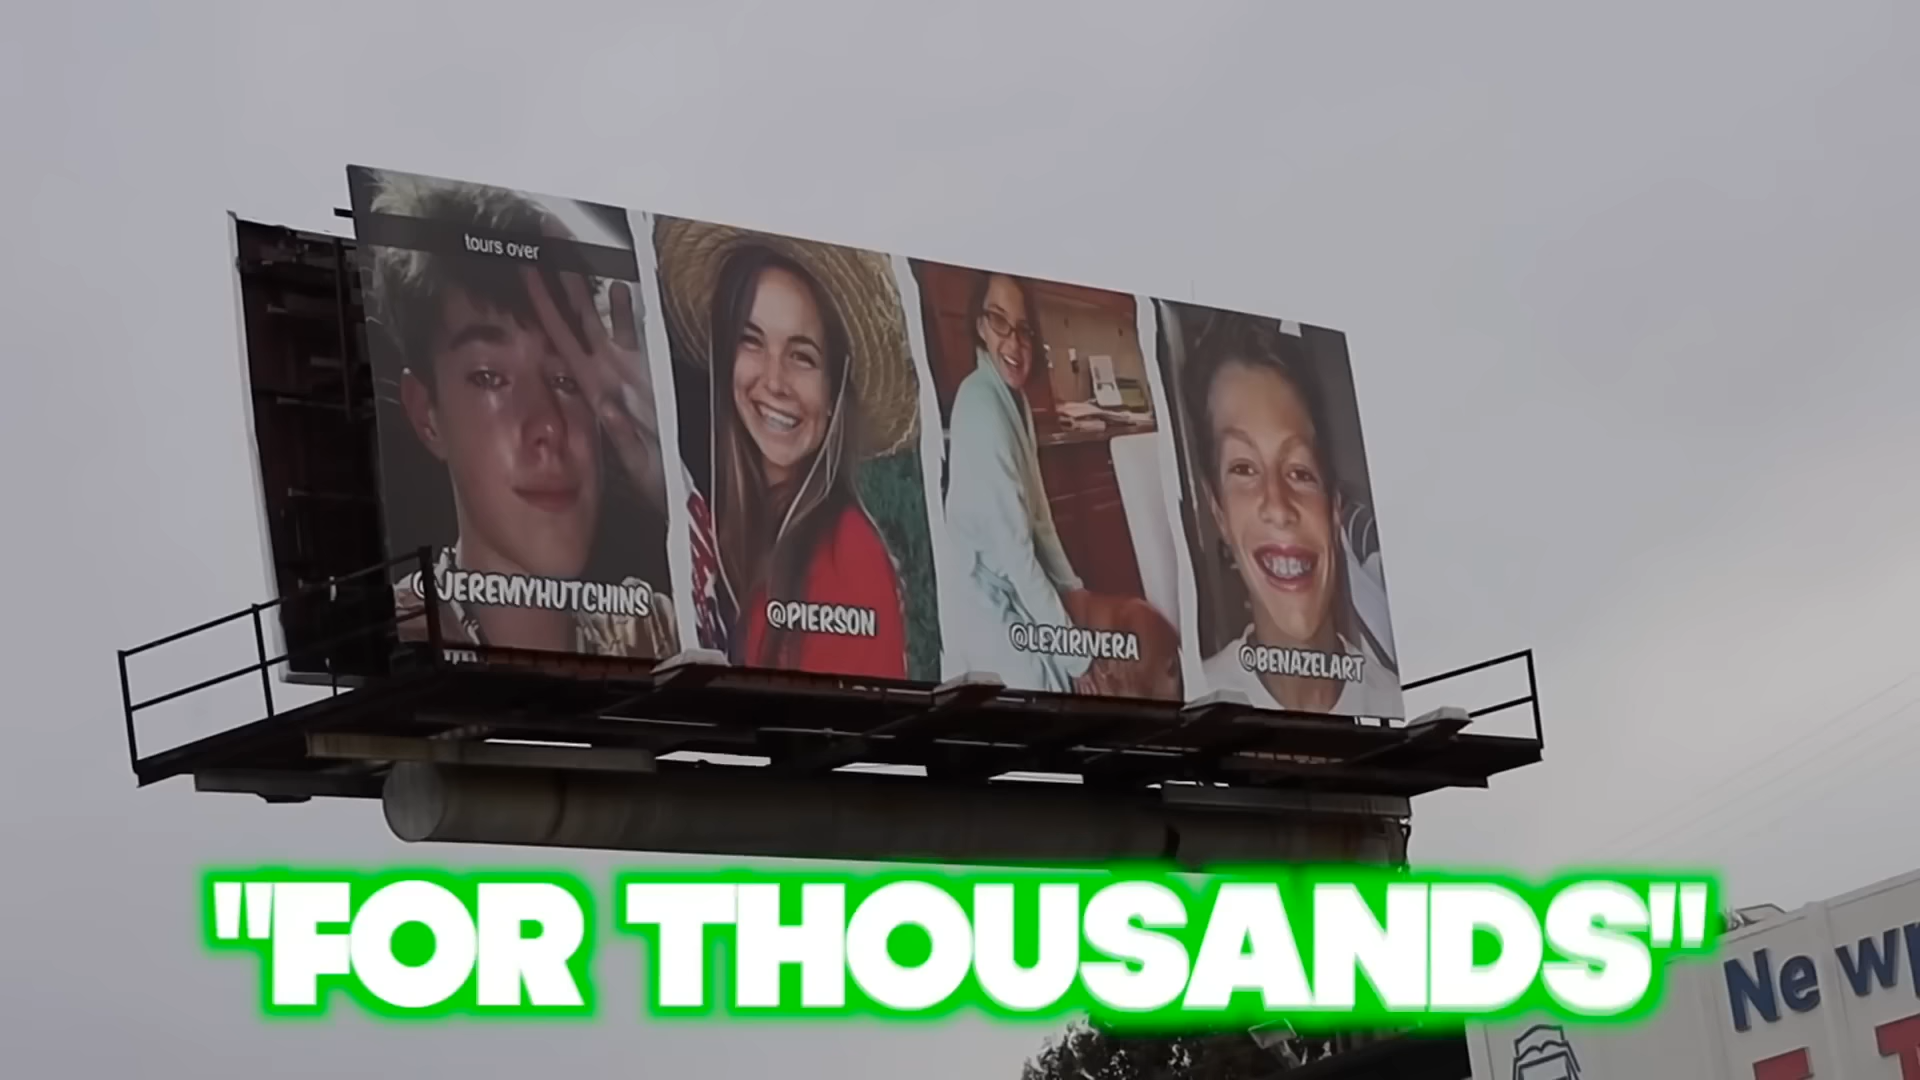 tours over
@JEREMYHUTCHINS
@PIERSON
@LEXIRIVERA
@BENAZELART
"FOR THOUSANDS"